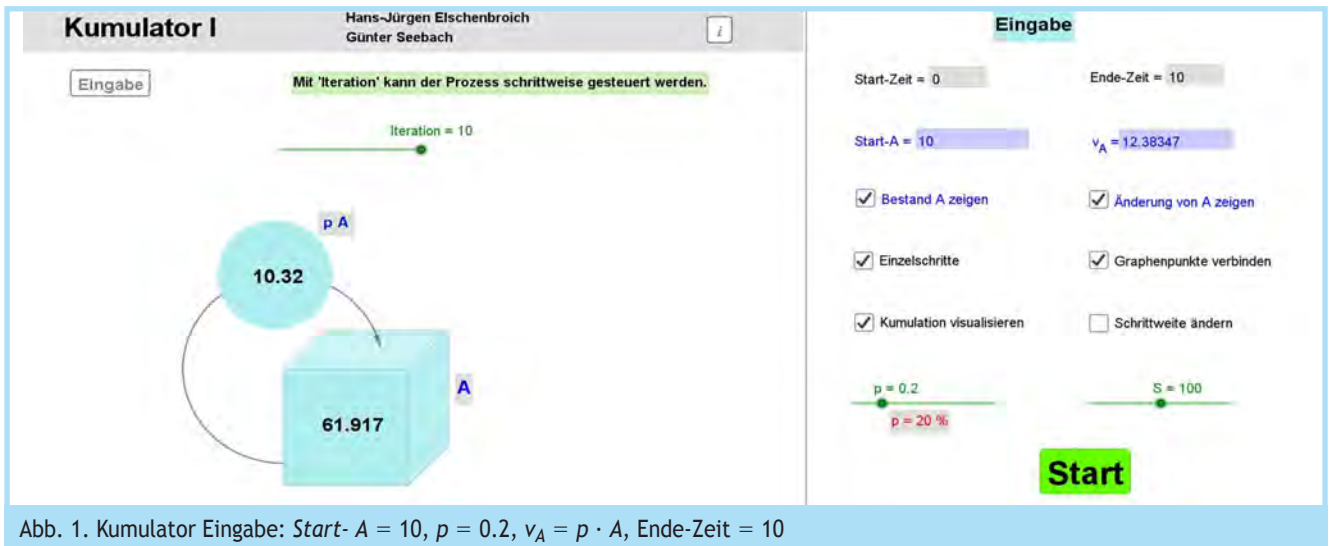 Kumulator I
Hans-Jürgen Elschenbroich
Günter Seebach
i
Eingabe
Mit 'Iteration' kann der Prozess schrittweise gesteuert werden.
Iteration = 10
p A
10.32
A
61.917
Eingabe
Start-Zeit = 0
Ende-Zeit = 10
Start-A = 10
vA = 12.38347
Bestand A zeigen
Änderung von A zeigen
Einzelschritte
Graphenpunkte verbinden
Kumulation visualisieren
Schrittweite ändern
p = 0.2
S = 100
p = 20 %
Start
Abb. 1. Kumulator Eingabe: Start- A = 10, p = 0.2, vA = p · A, Ende-Zeit = 10